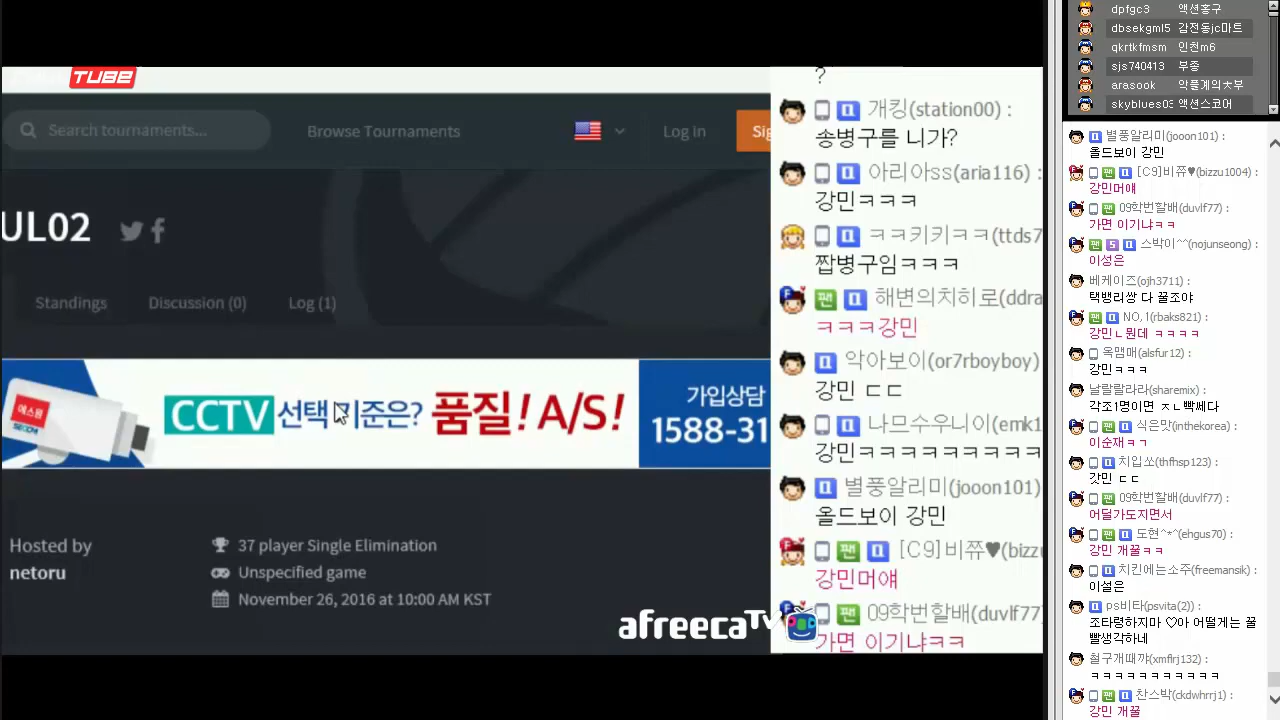 TUBE
Search tournaments...
Browse Tournaments
Log in
Sig
UL02
Standings
Discussion (0)
Log (1)
CCTV 선택 기준은? 품질! A/S!
가입상담
1588-31
Hosted by
netoru
37 player Single Elimination
Unspecified game
November 26, 2016 at 10:00 AM KST
afreecaTV
?
개킹(station00) :
송병구를 니가?
아리아ss(aria116) :
강민ㅋㅋㅋ
ㅋㅋ키키ㅋㅋ(ttds7
짭병구임ㅋㅋㅋ
해변의치히로(ddra
ㅋㅋㅋ강민
악아보이(or7rboyboy)
강민 ㄷㄷ
나므수우니이(emk1
강민ㅋㅋㅋㅋㅋㅋㅋㅋㅋ
별풍알리미(jooon101)
올드보이 강민
[C9]비쮸♥(bizzu
강민머얘
09학번할배(duvlf77)
가면 이기냐ㅋㅋ
dpfgc3 액션홍구
dbsekgml5 감전동jc마트
qkrtkfmsm 인천m6
sjs740413 부종
arasook 악플계의大부
skyblues03 액션스코어
별풍알리미(jooon101) :
올드보이 강민
[C9]비쮸♥(bizzu1004) :
강민머얘
09학번할배(duvlf77) :
가면 이기냐ㅋㅋ
스박이^^(nojunseong) :
이성은
베케이즈(ojh3711) :
택뱅리쌍 다 꼴조야
NO,!(rbaks821) :
강민ㄴ뭔데 ㅋㅋㅋㅋ
옥맴매(alsfur12) :
강민ㅋㅋㅋ
날랄랄라라(sharemix) :
각조1명이면 ㅈㄴ 빡쎄다
식은맛(inthekorea) :
이순재ㅋㄱ
치입쏘(thfhsp123) :
갓민 ㄷㄷ
09학번할배(duvlf77) :
어딜가도지면서
도현^*^(ehgus70) :
강민 개꿀ㅋㅋ
치킨에는소주(freemansik) :
이설은
ps비타(psvita(2)) :
조타령하지마 ♡아 어떻게는 꿀
빨생각하네
철구개때까(xmflrj132) :
ㅋㅋㅋㅋㅋㅋㅋㅋㅋㅋㅋ
찬스박(ckdwhrrj1) :
강민 개꿀